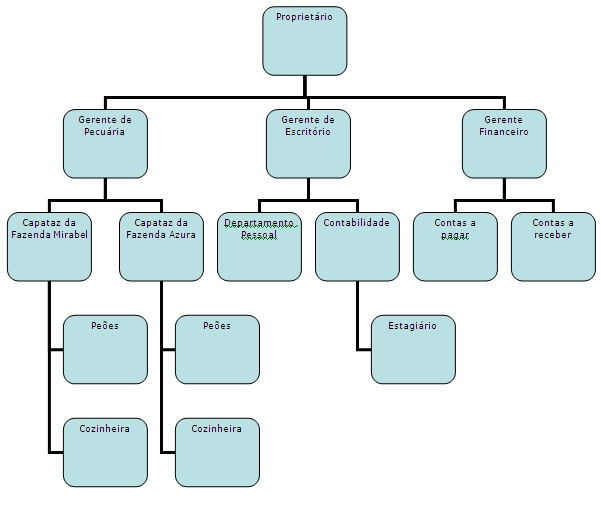 Proprietário
Gerente de
Pecuária
Gerente de
Escritório
Gerente
Financeiro
Capataz da
Fazenda Mirabel
Capataz da
Fazenda Azura
Departamento
Pessoal
Contabilidade
Contas a
pagar
Contas a
receber
Peões
Peões
Estagiário
Cozinheira
Cozinheira